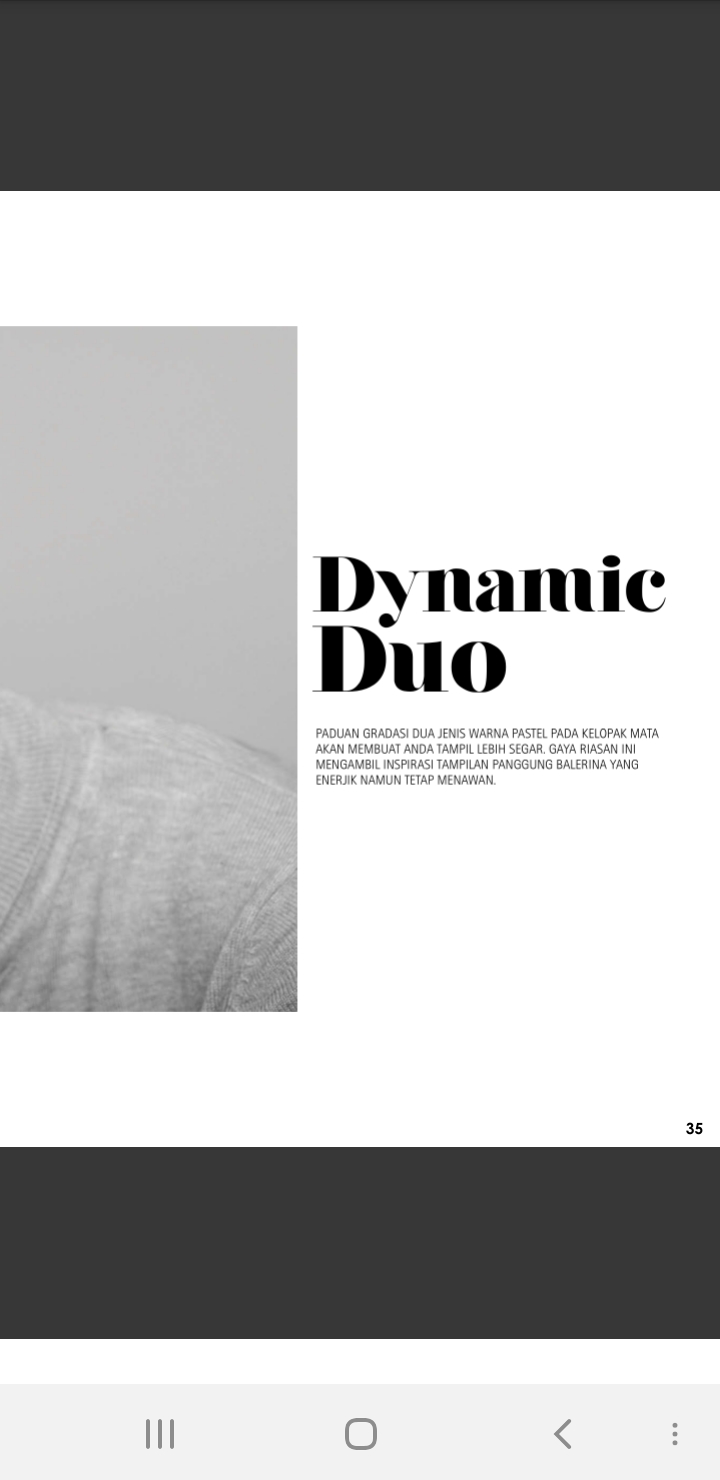 Dynamic
Duo
PADUAN GRADASI DUA JENIS WARNA PASTEL PADA KELOPAK MATA
AKAN MEMBUAT ANDA TAMPIL LEBIH SEGAR. GAYA RIASAN INI
MENGAMBIL INSPIRASI TAMPILAN PANGGUNG BALERINA YANG
ENERJIK NAMUN TETAP MENAWAN.
35